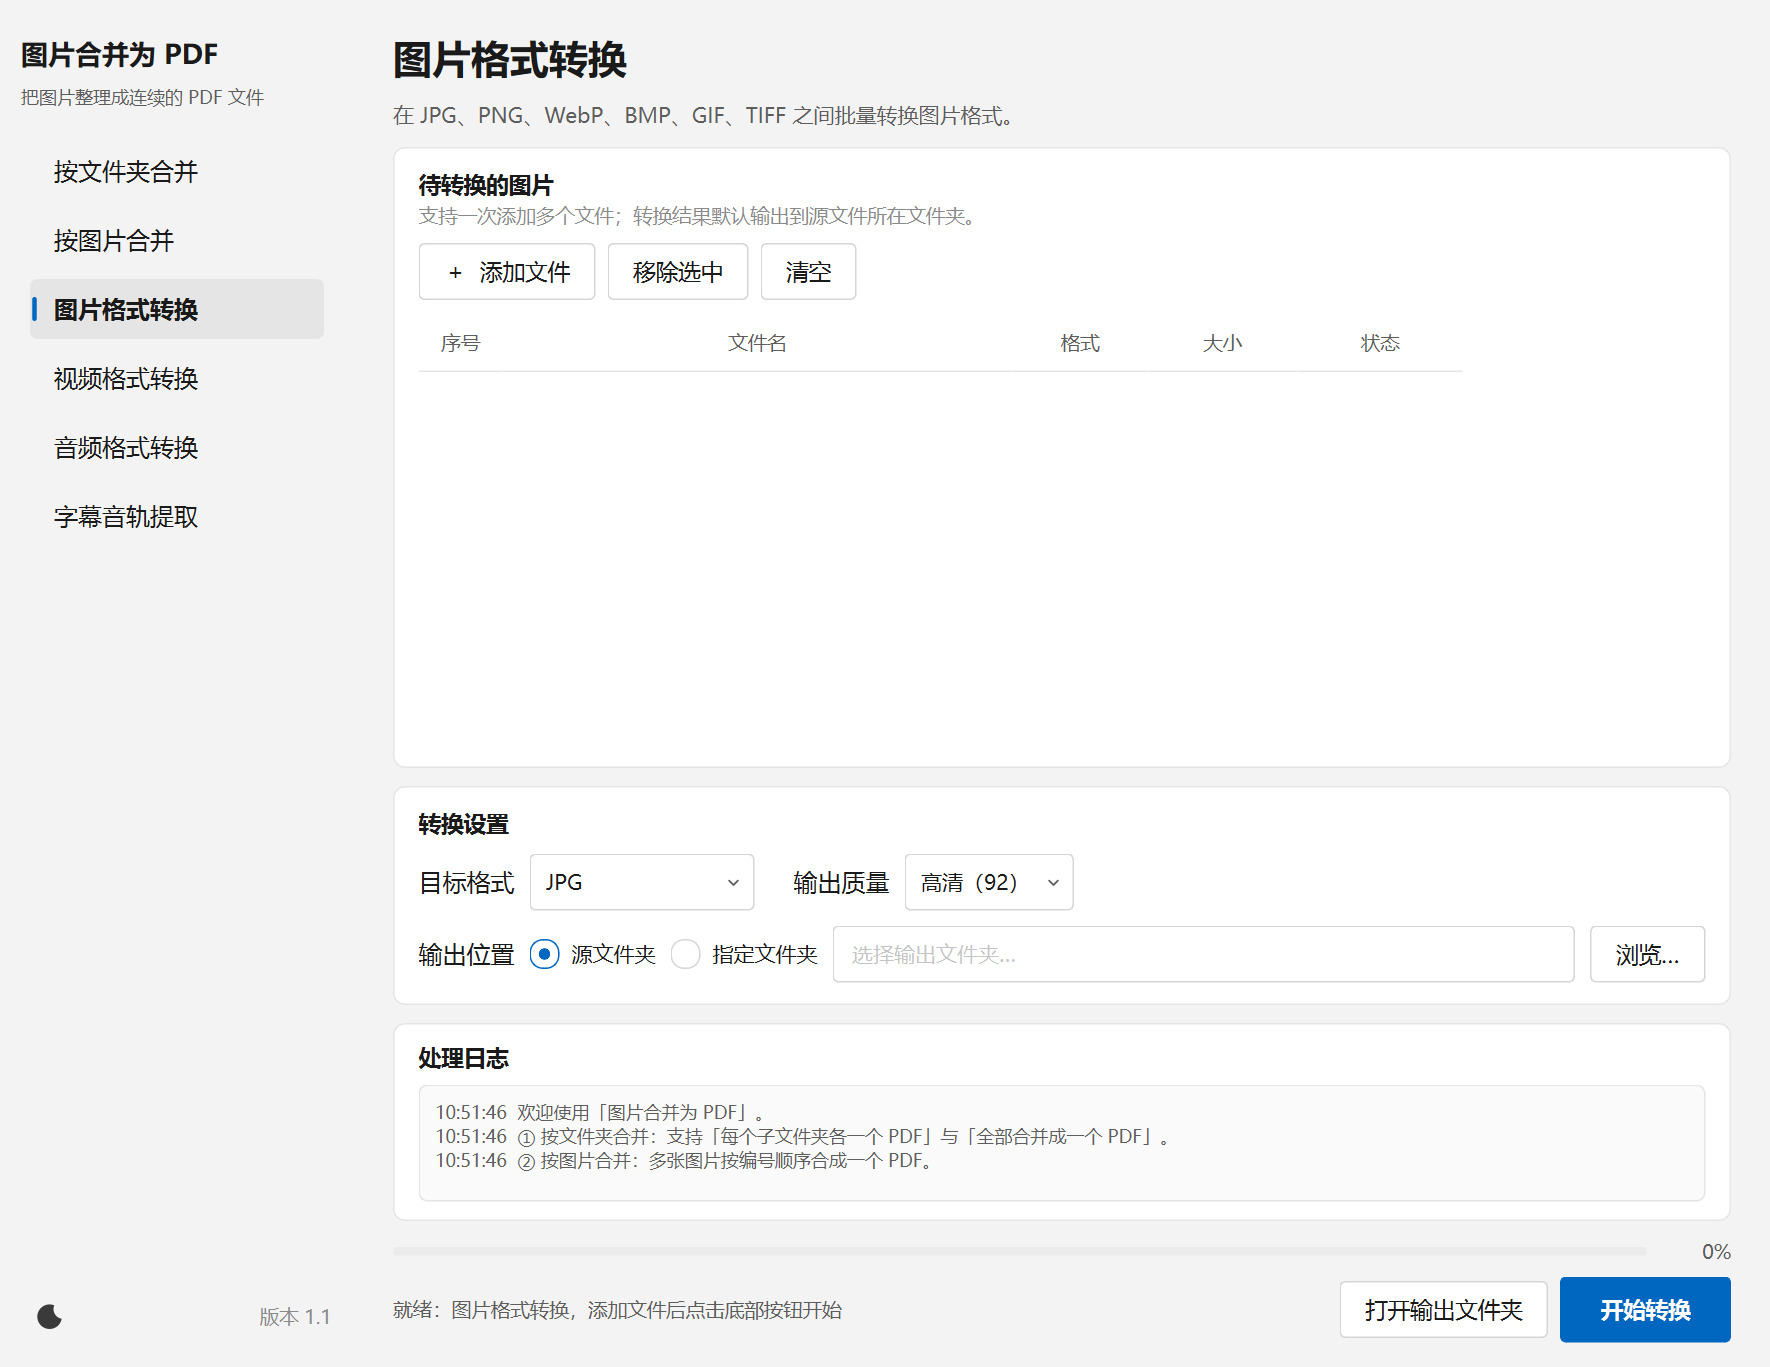 图片合并为 PDF
把图片整理成连续的 PDF 文件
按文件夹合并
按图片合并
图片格式转换
视频格式转换
音频格式转换
字幕音轨提取
版本 1.1
图片格式转换
在 JPG、PNG、WebP、BMP、GIF、TIFF 之间批量转换图片格式。
待转换的图片
支持一次添加多个文件；转换结果默认输出到源文件所在文件夹。
+ 添加文件 移除选中 清空
序号 文件名 格式 大小 状态
转换设置
目标格式 JPG 输出质量 高清（92）
输出位置 源文件夹 指定文件夹 选择输出文件夹... 浏览...
处理日志
10:51:46 欢迎使用「图片合并为 PDF」。
10:51:46 ① 按文件夹合并：支持「每个子文件夹各一个 PDF」与「全部合并成一个 PDF」。
10:51:46 ② 按图片合并：多张图片按编号顺序合成一个 PDF。
0%
就绪：图片格式转换，添加文件后点击底部按钮开始
打开输出文件夹 开始转换